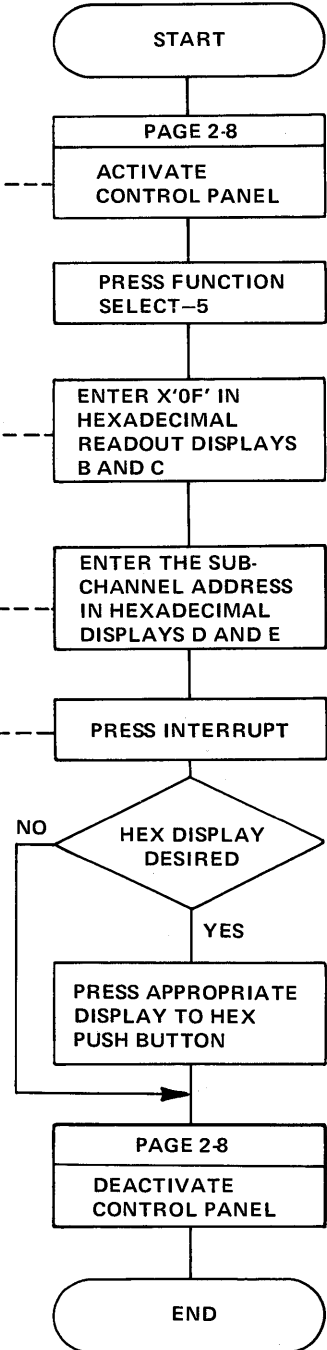 START
PAGE 2-8
ACTIVATE
CONTROL PANEL
PRESS FUNCTION
SELECT–5
ENTER X'0F' IN
HEXADECIMAL
READOUT DISPLAYS
B AND C
ENTER THE SUB-
CHANNEL ADDRESS
IN HEXADECIMAL
DISPLAYS D AND E
PRESS INTERRUPT
NO
HEX DISPLAY
DESIRED
YES
PRESS APPROPRIATE
DISPLAY TO HEX
PUSH BUTTON
PAGE 2-8
DEACTIVATE
CONTROL PANEL
END